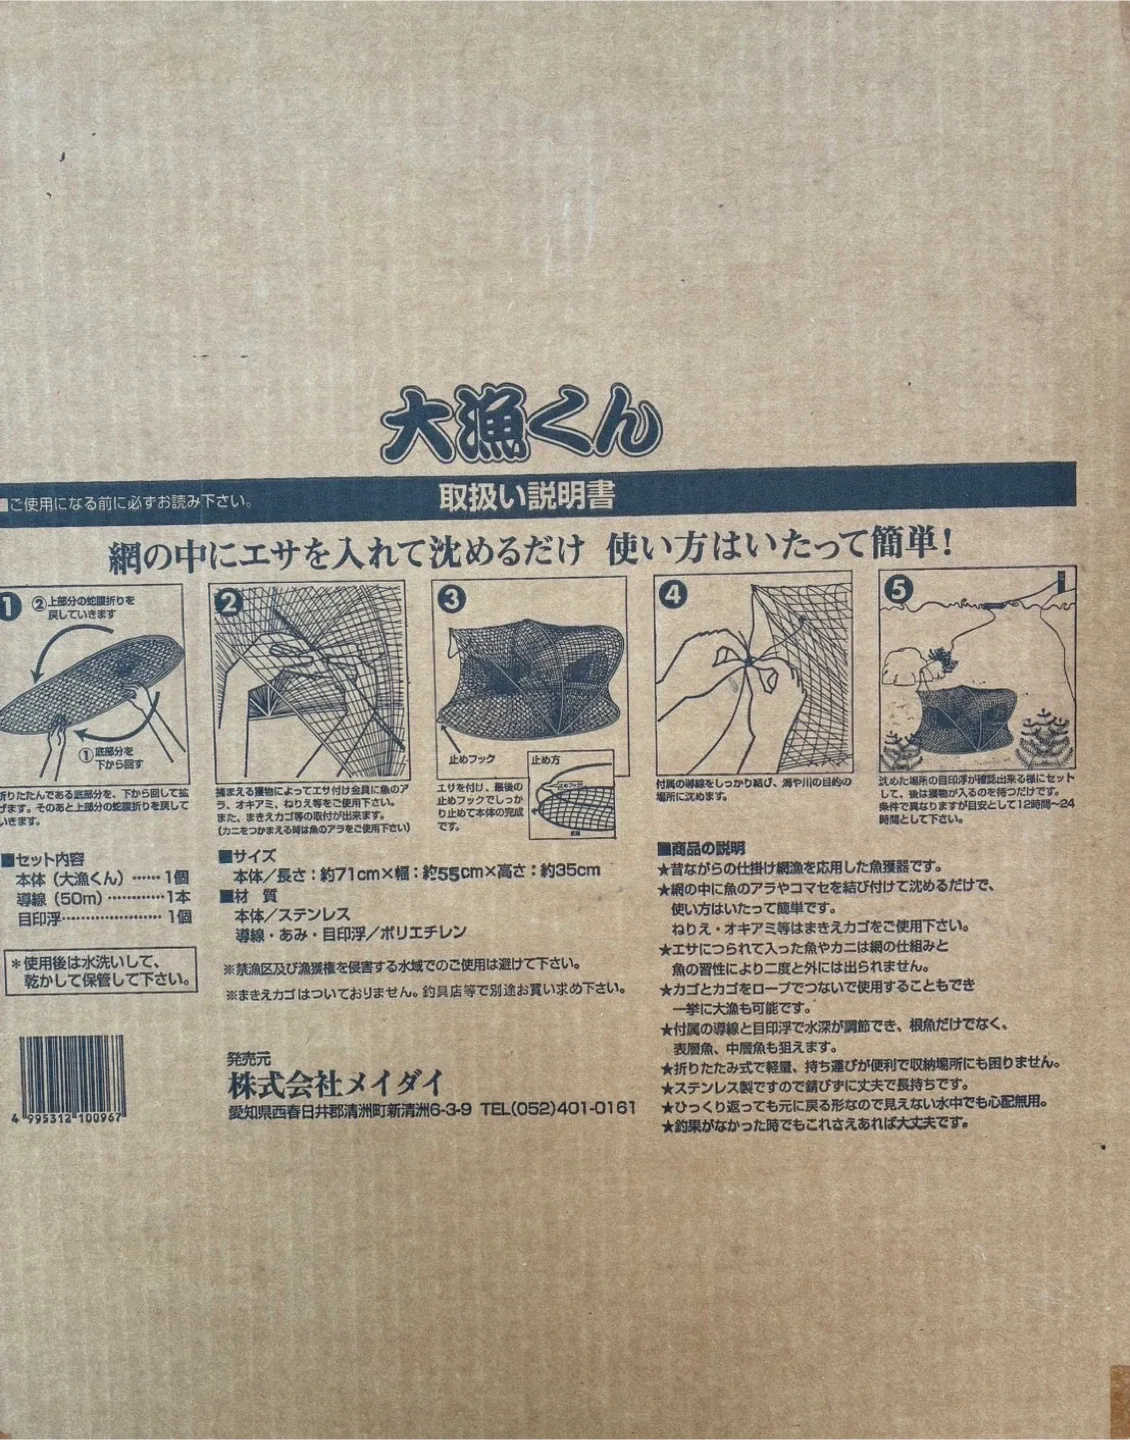 大漁くん
■ご使用になる前に必ずお読み下さい。
取扱い説明書
網の中にエサを入れて沈めるだけ 使い方はいたって簡単!
1
②上部分の蛇腹折りを
戻していきます
①底部分を
下から回す
折りたたんである底部分を、下から回して拡
げます。そのあと上部分の蛇腹折りを戻して
いきます。
2
捕まえる獲物によってエサ付け金具に魚のア
ラ、オキアミ、ねりえ等をご使用下さい。
また、まきえカゴ等の取付が出来ます。
(カニをつかまえる時は魚のアラをご使用下さい)
3
止めフック
止め方
止めフック
エサを付け、最後の
止めフックでしっか
り止めて本体の完成
です。
4
付属の導線をしっかり結び、海や川の目的の
場所に沈めます。
5
沈めた場所の目印浮が確認出来る様にセット
して、後は獲物が入るのを待つだけです。
条件で異なりますが目安として12時間〜24
時間として下さい。
■セット内容
本体(大漁くん)……1個
導線(50m)…………1本
目印浮…………………1個
＊使用後は水洗いして、
乾かして保管して下さい。
4 995312 100967
■サイズ
本体/長さ：約71cm×幅：約55cm×高さ：約35cm
■材 質
本体/ステンレス
導線・あみ・目印浮/ポリエチレン
※禁漁区及び漁獲権を侵害する水域でのご使用は避けて下さい。
※まきえカゴはついておりません。釣具店等で別途お買い求め下さい。
発売元
株式会社メイダイ
愛知県西春日井郡清洲町新清洲6-3-9 TEL(052)401-0161
■商品の説明
★昔ながらの仕掛け網漁を応用した魚獲器です。
★網の中に魚のアラやコマセを結び付けて沈めるだけで、
使い方はいたって簡単です。
ねりえ・オキアミ等はまきえカゴをご使用下さい。
★エサにつられて入った魚やカニは網の仕組みと
魚の習性により二度と外には出られません。
★カゴとカゴをロープでつないで使用することもでき
一挙に大漁も可能です。
★付属の導線と目印浮で水深が調節でき、根魚だけでなく、
表層魚、中層魚も狙えます。
★折りたたみ式で軽量、持ち運びが便利で収納場所にも困りません。
★ステンレス製ですので錆びずに丈夫で長持ちです。
★ひっくり返っても元に戻る形なので見えない水中でも心配無用。
★釣果がなかった時でもこれさえあれば大丈夫です。